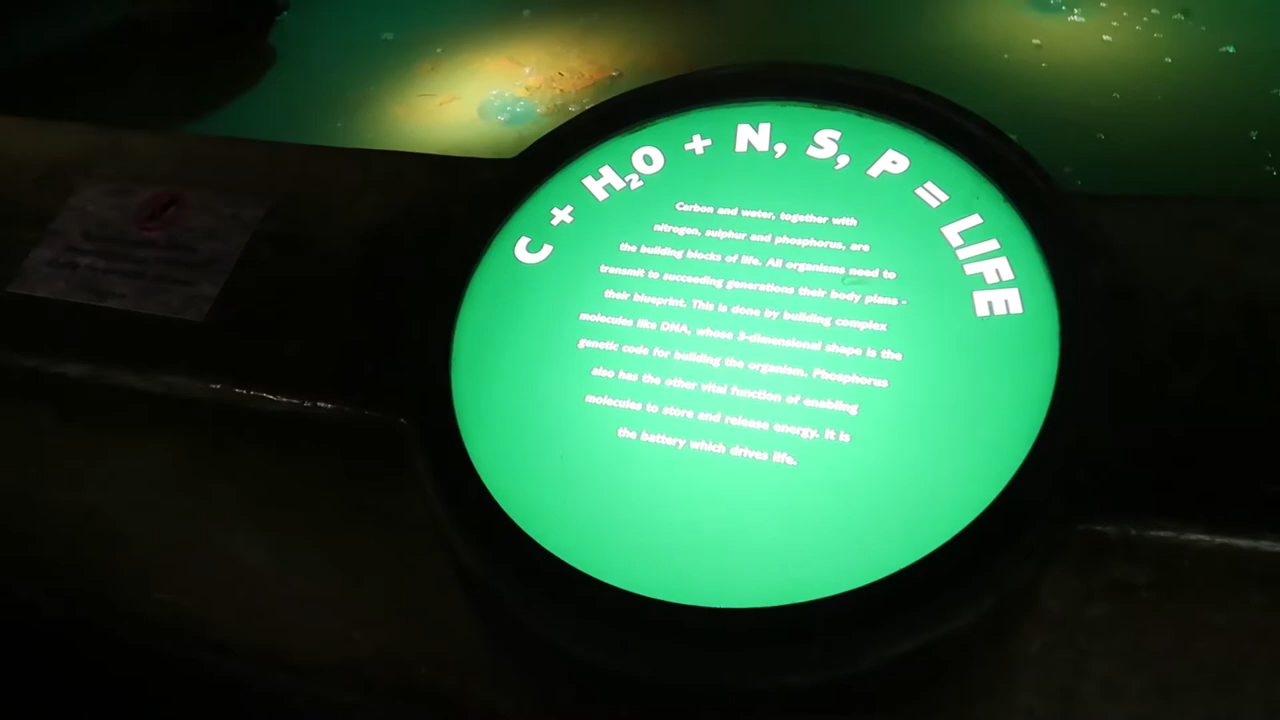 C + H₂O + N, S, P = LIFE
Carbon and water, together with
nitrogen, sulphur and phosphorus, are
the building blocks of life. All organisms need to
transmit to succeeding generations their body plans -
their blueprint. This is done by building complex
molecules like DNA, whose 3-dimensional shape is the
genetic code for building the organism. Phosphorus
also has the other vital function of enabling
molecules to store and release energy. It is
the battery which drives life.